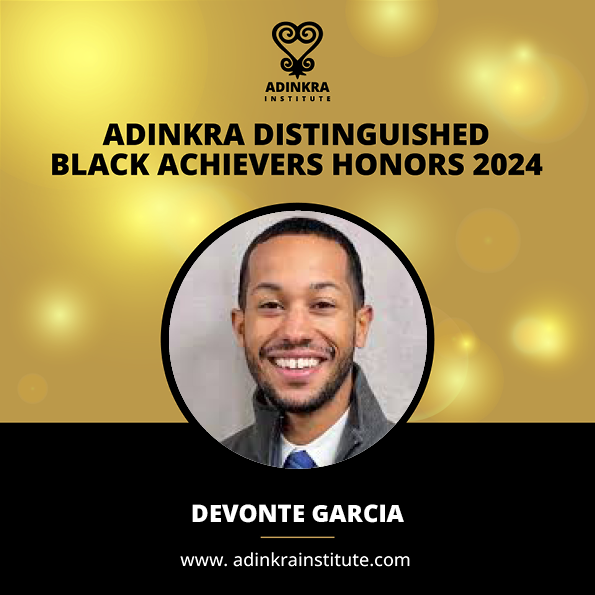 ADINKRA
INSTITUTE
ADINKRA DISTINGUISHED
BLACK ACHIEVERS HONORS 2024
DEVONTE GARCIA
www. adinkrainstitute.com